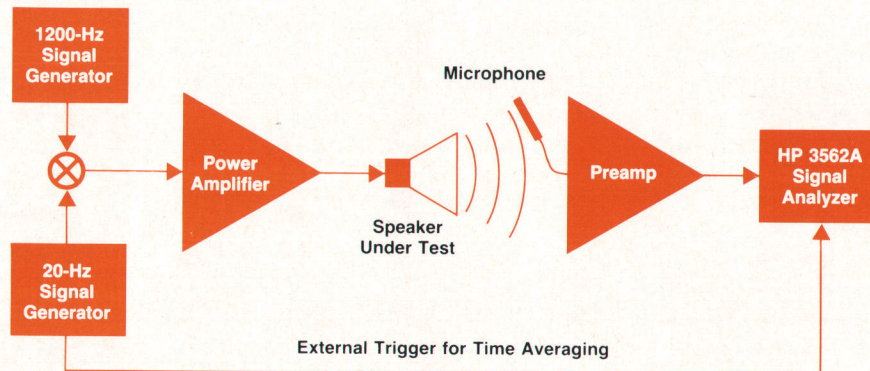 1200-Hz
Signal
Generator
Microphone
Power
Amplifier
Preamp
HP 3562A
Signal
Analyzer
Speaker
Under Test
20-Hz
Signal
Generator
External Trigger for Time Averaging